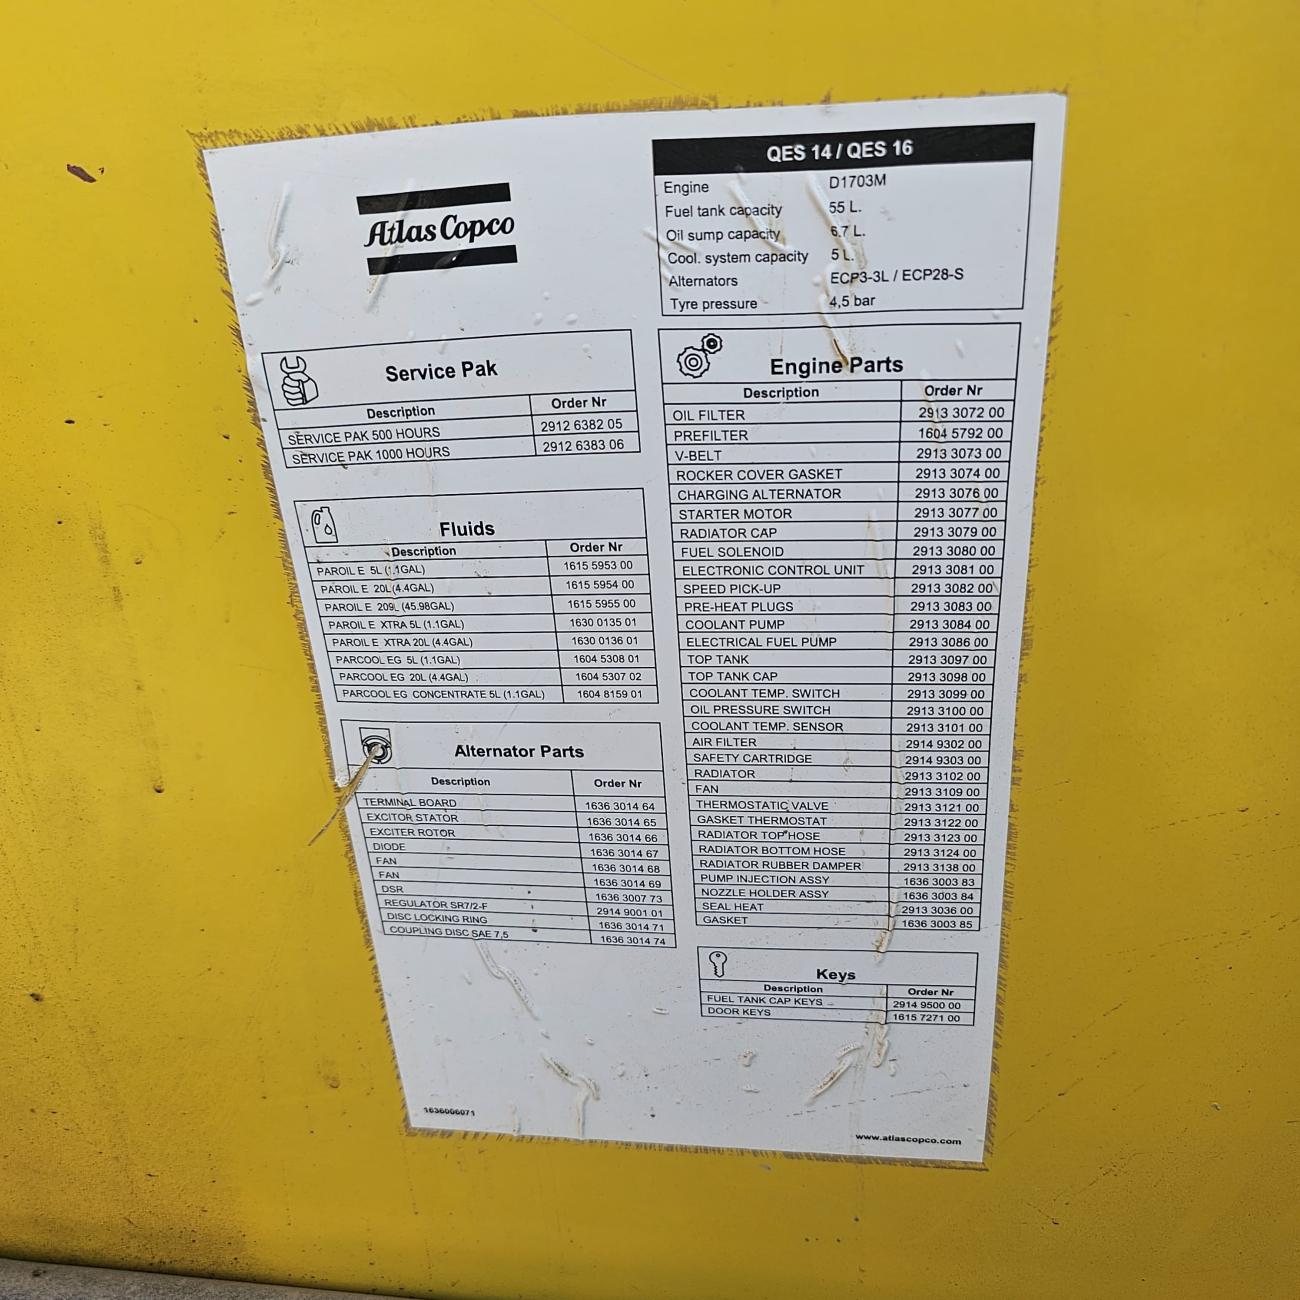 Atlas Copco
QES 14 / QES 16
Engine D1703M
Fuel tank capacity 55 L.
Oil sump capacity 6,7 L.
Cool. system capacity 5 L.
Alternators ECP3-3L / ECP28-S
Tyre pressure 4,5 bar
Service Pak
Description Order Nr
SERVICE PAK 500 HOURS 2912 6382 05
SERVICE PAK 1000 HOURS 2912 6383 06
Fluids
Description Order Nr
PAROIL E 5L (1.1GAL) 1615 5953 00
PAROIL E 20L (4.4GAL) 1615 5954 00
PAROIL E 209L (45.98GAL) 1615 5955 00
PAROIL E XTRA 5L (1.1GAL) 1630 0135 01
PAROIL E XTRA 20L (4.4GAL) 1630 0136 01
PARCOOL EG 5L (1.1GAL) 1604 5308 01
PARCOOL EG 20L (4.4GAL) 1604 5307 02
PARCOOL EG CONCENTRATE 5L (1.1GAL) 1604 8159 01
Alternator Parts
Description Order Nr
TERMINAL BOARD 1636 3014 64
EXCITOR STATOR 1636 3014 65
EXCITER ROTOR 1636 3014 66
DIODE 1636 3014 67
FAN 1636 3014 68
FAN 1636 3014 69
DSR 1636 3007 73
REGULATOR SR7/2-F 2914 9001 01
DISC LOCKING RING 1636 3014 71
COUPLING DISC SAE 7,5 1636 3014 74
Engine Parts
Description Order Nr
OIL FILTER 2913 3072 00
PREFILTER 1604 5792 00
V-BELT 2913 3073 00
ROCKER COVER GASKET 2913 3074 00
CHARGING ALTERNATOR 2913 3076 00
STARTER MOTOR 2913 3077 00
RADIATOR CAP 2913 3079 00
FUEL SOLENOID 2913 3080 00
ELECTRONIC CONTROL UNIT 2913 3081 00
SPEED PICK-UP 2913 3082 00
PRE-HEAT PLUGS 2913 3083 00
COOLANT PUMP 2913 3084 00
ELECTRICAL FUEL PUMP 2913 3086 00
TOP TANK 2913 3097 00
TOP TANK CAP 2913 3098 00
COOLANT TEMP. SWITCH 2913 3099 00
OIL PRESSURE SWITCH 2913 3100 00
COOLANT TEMP. SENSOR 2913 3101 00
AIR FILTER 2914 9302 00
SAFETY CARTRIDGE 2914 9303 00
RADIATOR 2913 3102 00
FAN 2913 3109 00
THERMOSTATIC VALVE 2913 3121 00
GASKET THERMOSTAT 2913 3122 00
RADIATOR TOP HOSE 2913 3123 00
RADIATOR BOTTOM HOSE 2913 3124 00
RADIATOR RUBBER DAMPER 2913 3138 00
PUMP INJECTION ASSY 1636 3003 83
NOZZLE HOLDER ASSY 1636 3003 84
SEAL HEAT 2913 3036 00
GASKET 1636 3003 85
Keys
Description Order Nr
FUEL TANK CAP KEYS 2914 9500 00
DOOR KEYS 1615 7271 00
1636006071
www.atlascopco.com